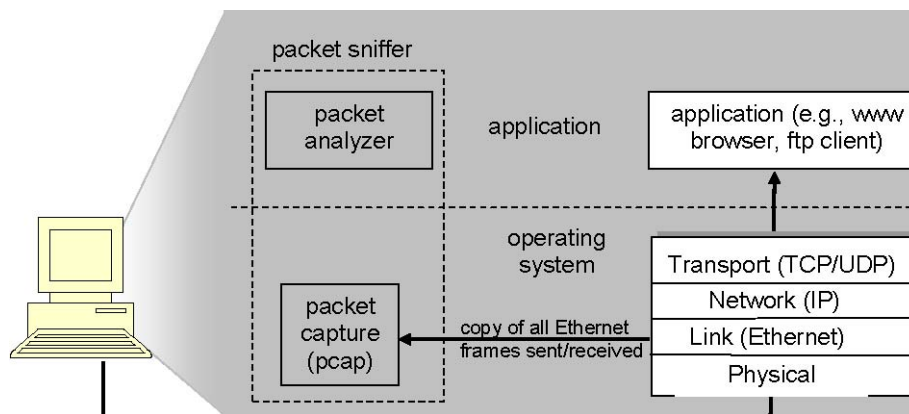 packet sniffer
packet
analyzer
application
application (e.g., www
browser, ftp client)
operating
system
packet
capture
(pcap)
copy of all Ethernet
frames sent/received
Transport (TCP/UDP)
Network (IP)
Link (Ethernet)
Physical